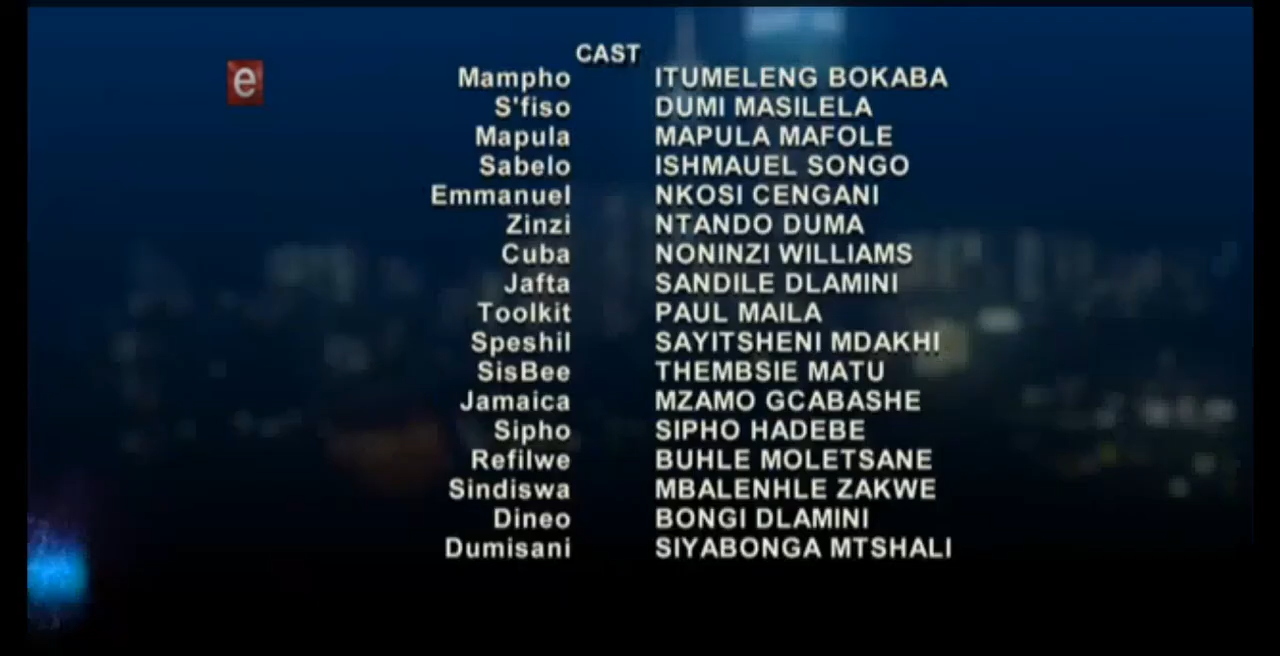 CAST
e
Mampho ITUMELENG BOKABA
S'fiso DUMI MASILELA
Mapula MAPULA MAFOLE
Sabelo ISHMAUEL SONGO
Emmanuel NKOSI CENGANI
Zinzi NTANDO DUMA
Cuba NONINZI WILLIAMS
Jafta SANDILE DLAMINI
Toolkit PAUL MAILA
Speshil SAYITSHENI MDAKHI
SisBee THEMBSIE MATU
Jamaica MZAMO GCABASHE
Sipho SIPHO HADEBE
Refilwe BUHLE MOLETSANE
Sindiswa MBALENHLE ZAKWE
Dineo BONGI DLAMINI
Dumisani SIYABONGA MTSHALI